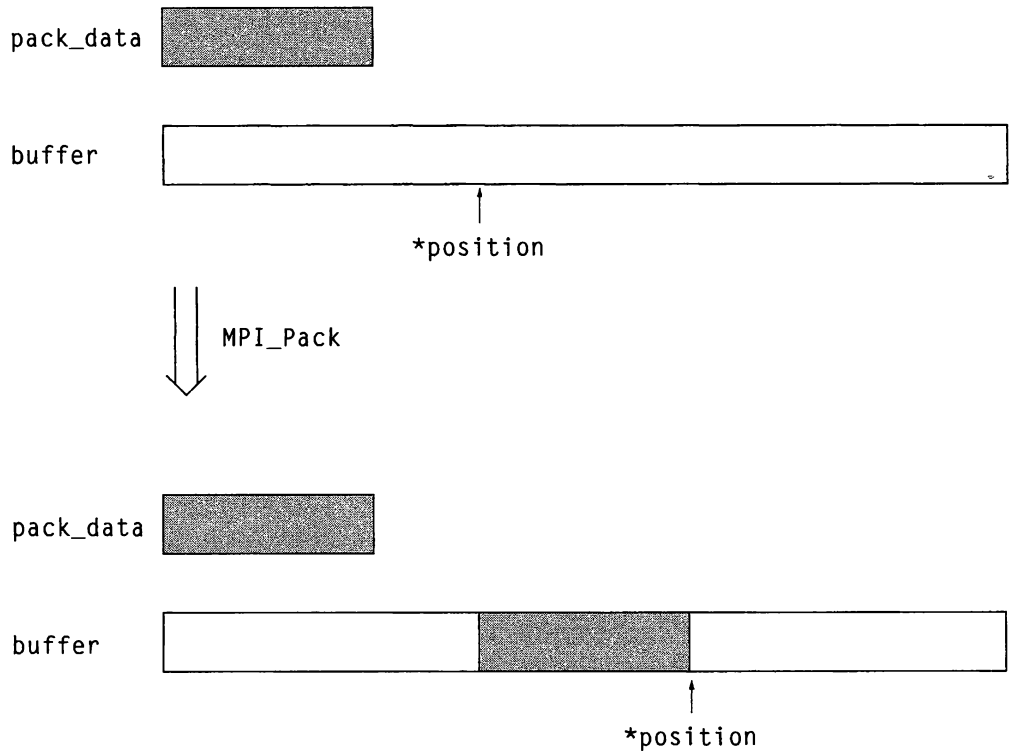 pack_data
buffer
*position
MPI_Pack
pack_data
buffer
*position